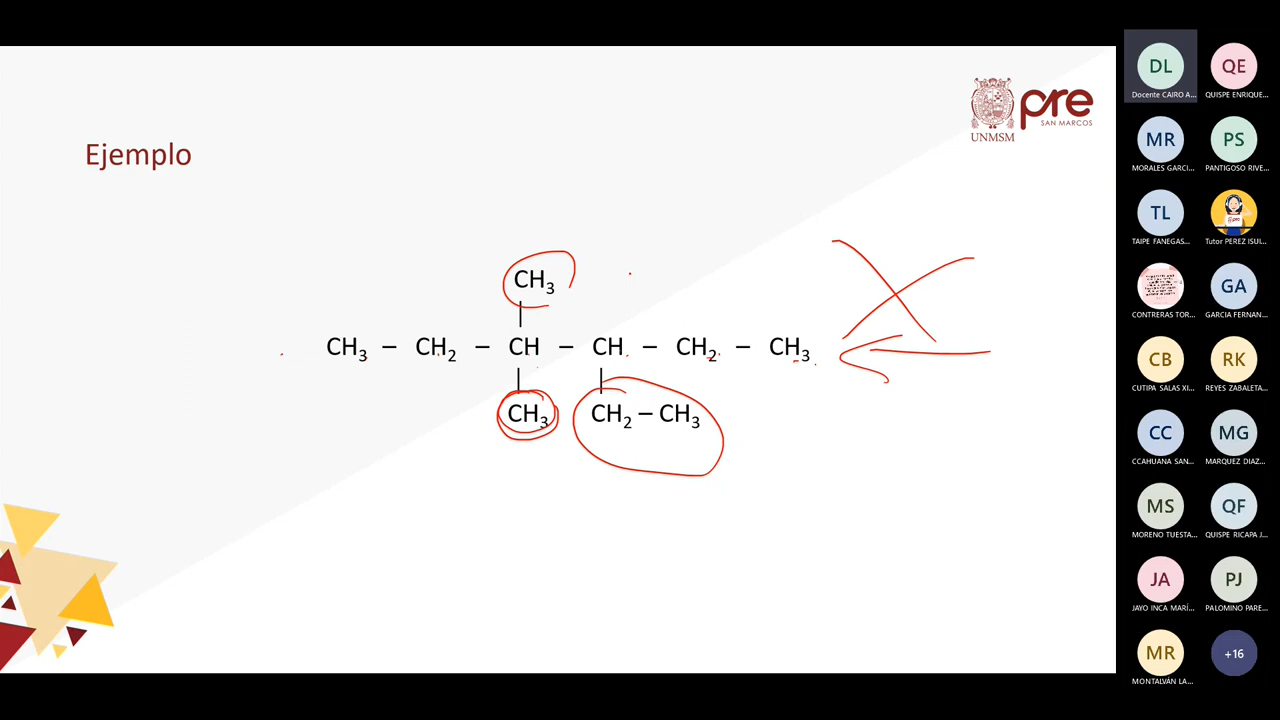 Ejemplo
UNMSM
pre
SAN MARCOS
CH₃
CH₃ – CH₂ – CH – CH – CH₂ – CH₃
CH₃ CH₂ – CH₃
DL QE
Docente CAIRO A... QUISPE ENRIQUE...
MR PS
MORALES GARCI... PANTIGOSO RIVE...
TL
TAIPE FANEGAS... Tutor PEREZ ISUI...
GA
CONTRERAS TOR... GARCIA FERNAN...
CB RK
CUTIPA SALAS XI... REYES ZABALETA...
CC MG
CCAHUANA SAN... MARQUEZ DIAZ...
MS QF
MORENO TUESTA... QUISPE RICAPA J...
JA PJ
JAYO INCA MARÍ... PALOMINO PARE...
MR +16
MONTALVÁN LA...